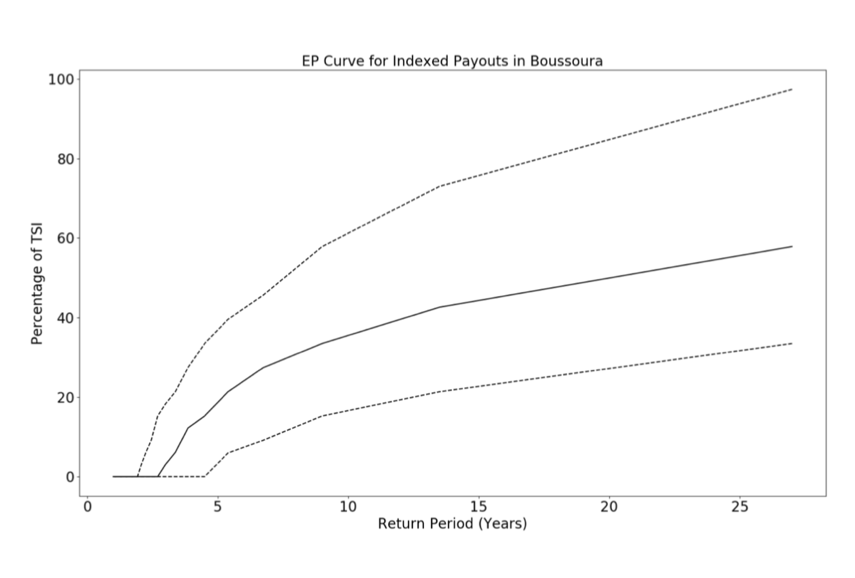 EP Curve for Indexed Payouts in Boussoura
100
80
60
40
20
0
Percentage of TSI
0 5 10 15 20 25
Return Period (Years)